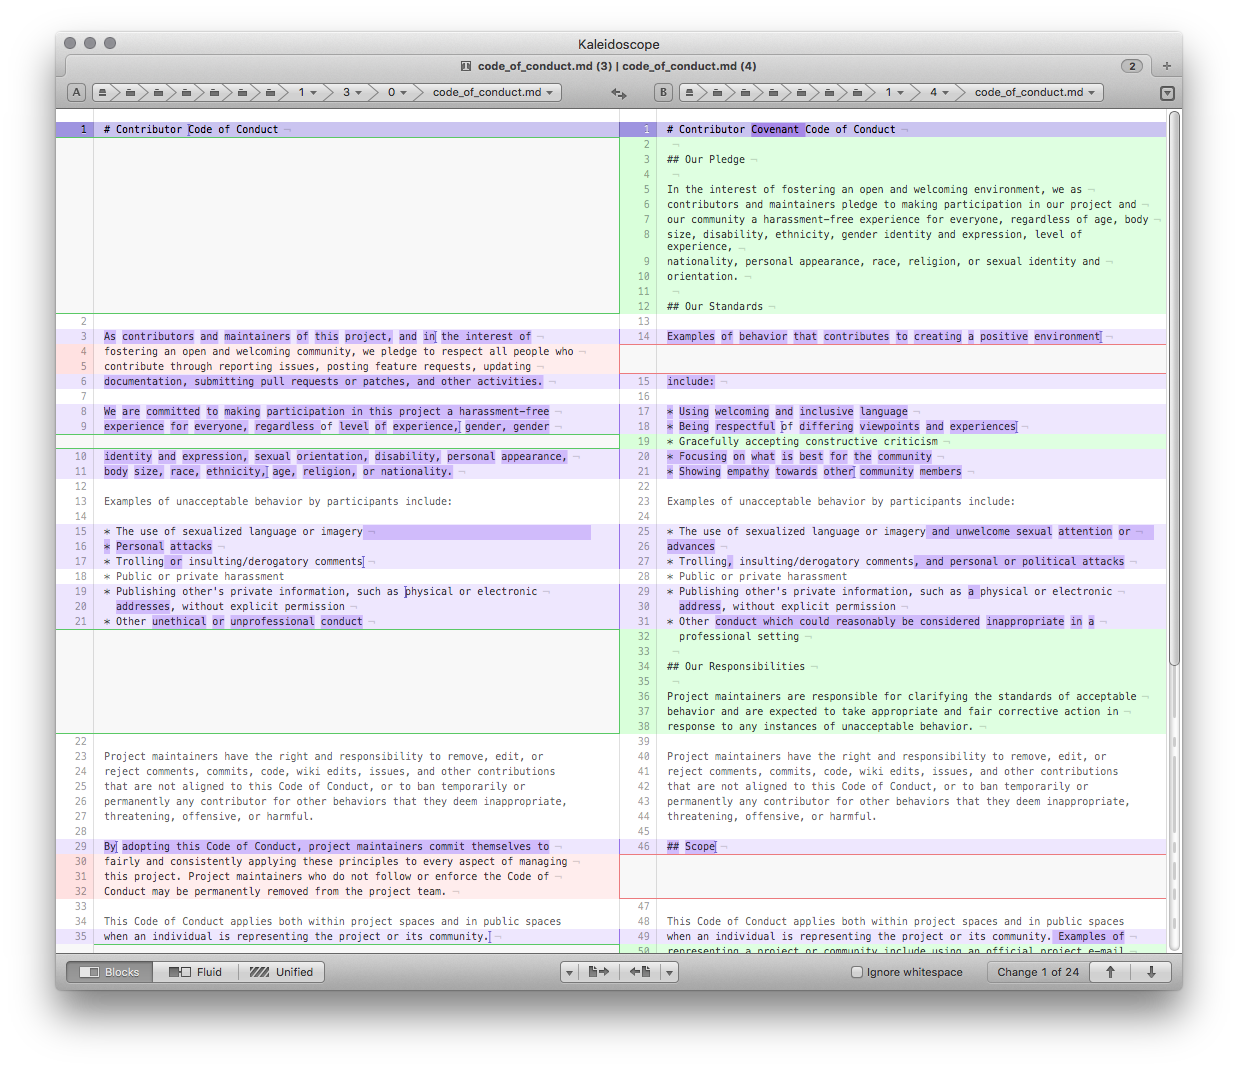 Kaleidoscope
code_of_conduct.md (3) | code_of_conduct.md (4)
2
A
1
3
0
code_of_conduct.md
B
1
4
code_of_conduct.md
1 # Contributor Code of Conduct
2
3 As contributors and maintainers of this project, and in the interest of
4 fostering an open and welcoming community, we pledge to respect all people who
5 contribute through reporting issues, posting feature requests, updating
6 documentation, submitting pull requests or patches, and other activities.
7
8 We are committed to making participation in this project a harassment-free
9 experience for everyone, regardless of level of experience, gender, gender
10 identity and expression, sexual orientation, disability, personal appearance,
11 body size, race, ethnicity, age, religion, or nationality.
12
13 Examples of unacceptable behavior by participants include:
14
15 * The use of sexualized language or imagery
16 * Personal attacks
17 * Trolling or insulting/derogatory comments
18 * Public or private harassment
19 * Publishing other's private information, such as physical or electronic
20 addresses, without explicit permission
21 * Other unethical or unprofessional conduct
22
23 Project maintainers have the right and responsibility to remove, edit, or
24 reject comments, commits, code, wiki edits, issues, and other contributions
25 that are not aligned to this Code of Conduct, or to ban temporarily or
26 permanently any contributor for other behaviors that they deem inappropriate,
27 threatening, offensive, or harmful.
28
29 By adopting this Code of Conduct, project maintainers commit themselves to
30 fairly and consistently applying these principles to every aspect of managing
31 this project. Project maintainers who do not follow or enforce the Code of
32 Conduct may be permanently removed from the project team.
33
34 This Code of Conduct applies both within project spaces and in public spaces
35 when an individual is representing the project or its community.
1 # Contributor Covenant Code of Conduct
2
3 ## Our Pledge
4
5 In the interest of fostering an open and welcoming environment, we as
6 contributors and maintainers pledge to making participation in our project and
7 our community a harassment-free experience for everyone, regardless of age, body
8 size, disability, ethnicity, gender identity and expression, level of
experience,
9 nationality, personal appearance, race, religion, or sexual identity and
10 orientation.
11
12 ## Our Standards
13
14 Examples of behavior that contributes to creating a positive environment
15 include:
16
17 * Using welcoming and inclusive language
18 * Being respectful of differing viewpoints and experiences
19 * Gracefully accepting constructive criticism
20 * Focusing on what is best for the community
21 * Showing empathy towards other community members
22
23 Examples of unacceptable behavior by participants include:
24
25 * The use of sexualized language or imagery and unwelcome sexual attention or
26 advances
27 * Trolling, insulting/derogatory comments, and personal or political attacks
28 * Public or private harassment
29 * Publishing other's private information, such as a physical or electronic
30 address, without explicit permission
31 * Other conduct which could reasonably be considered inappropriate in a
32 professional setting
33
34 ## Our Responsibilities
35
36 Project maintainers are responsible for clarifying the standards of acceptable
37 behavior and are expected to take appropriate and fair corrective action in
38 response to any instances of unacceptable behavior.
39
40 Project maintainers have the right and responsibility to remove, edit, or
41 reject comments, commits, code, wiki edits, issues, and other contributions
42 that are not aligned to this Code of Conduct, or to ban temporarily or
43 permanently any contributor for other behaviors that they deem inappropriate,
44 threatening, offensive, or harmful.
45
46 ## Scope
47
48 This Code of Conduct applies both within project spaces and in public spaces
49 when an individual is representing the project or its community. Examples of
50 representing a project or community include using an official project e-mail
Blocks
Fluid
Unified
Ignore whitespace
Change 1 of 24